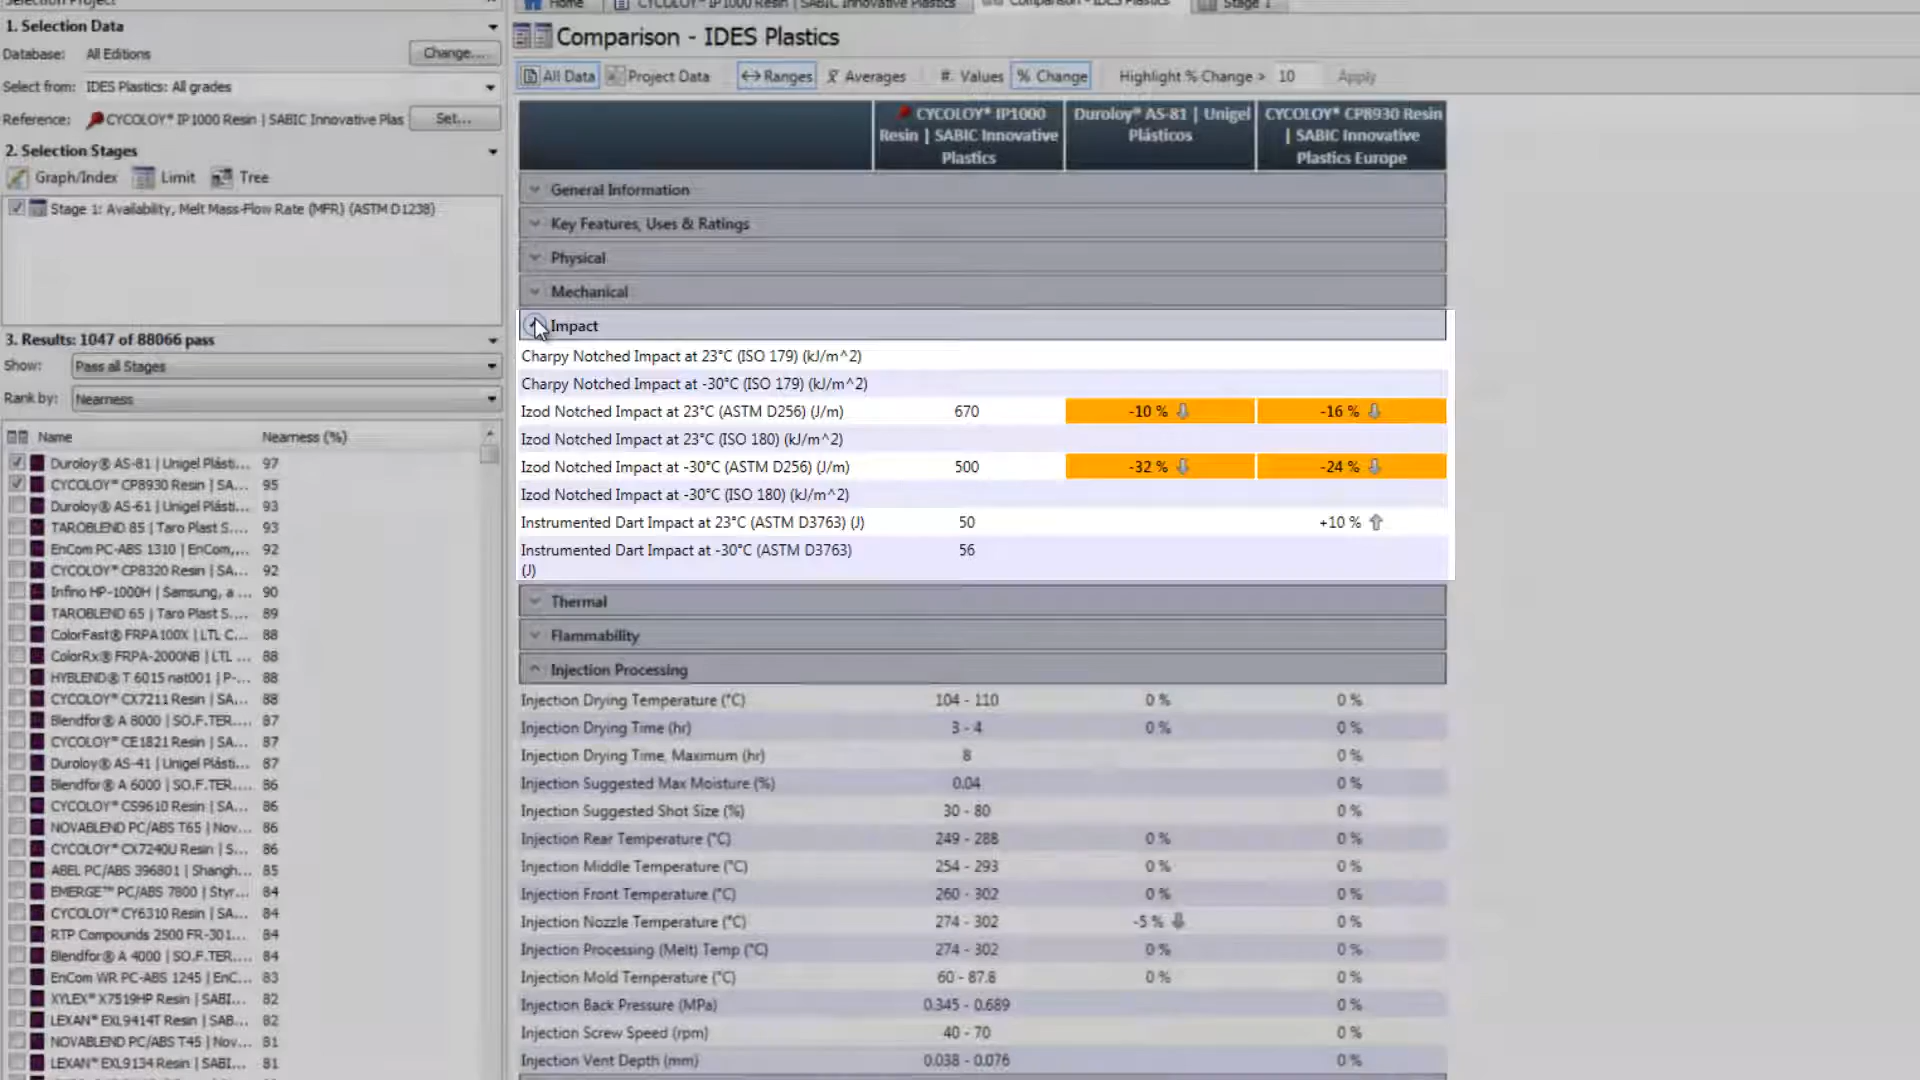 1. Selection Data
Database: All Editions Change...
Select from: IDES Plastics: All grades
Reference: CYCOLOY* IP1000 Resin | SABIC Innovative Plas Set...
2. Selection Stages
Graph/Index Limit Tree
Stage 1: Availability, Melt Mass-Flow Rate (MFR) (ASTM D1238)
3. Results: 1047 of 88066 pass
Show: Pass all Stages
Rank by: Nearness
Name Nearness (%)
Duroloy® AS-81 | Unigel Plásti... 97
CYCOLOY* CP8930 Resin | SA... 95
Duroloy® AS-61 | Unigel Plásti... 93
TAROBLEND 85 | Taro Plast S.... 93
EnCom PC-ABS 1310 | EnCom,... 92
CYCOLOY* CP8320 Resin | SA... 92
Infino HP-1000H | Samsung, a ... 90
TAROBLEND 65 | Taro Plast S.... 89
ColorFast® FRPA100X | LTL C... 88
ColorRx® FRPA-2000NB | LTL ... 88
HYBLEND® T 6015 nat001 | P-... 88
CYCOLOY* CX7211 Resin | SA... 88
Blendfor® A 8000 | SO.F.TER.... 87
CYCOLOY* CE1821 Resin | SA... 87
Duroloy® AS-41 | Unigel Plásti... 87
Blendfor® A 6000 | SO.F.TER.... 86
CYCOLOY* CS9610 Resin | SA... 86
NOVABLEND PC/ABS T65 | Nov... 86
CYCOLOY* CX7240U Resin | S... 86
ABEL PC/ABS 396801 | Shangh... 85
EMERGE™ PC/ABS 7800 | Styr... 84
CYCOLOY* CY6310 Resin | SA... 84
RTP Compounds 2500 FR-301... 84
Blendfor® A 4000 | SO.F.TER.... 84
EnCom WR PC-ABS 1245 | EnC... 83
XYLEX* X7519HP Resin | SABI... 82
LEXAN* EXL9414T Resin | SAB... 82
NOVABLEND PC/ABS T45 | Nov... 81
LEXAN* EXL9134 Resin | SABI... 81
Home CYCOLOY* IP1000 Resin | SABIC Innovative Plastics Comparison - IDES Plastics Stage 1
Comparison - IDES Plastics
All Data Project Data Ranges x̄ Averages #. Values % Change Highlight % Change > 10 Apply
CYCOLOY* IP1000 Resin | SABIC Innovative Plastics
Duroloy® AS-81 | Unigel Plásticos
CYCOLOY* CP8930 Resin | SABIC Innovative Plastics Europe
General Information
Key Features, Uses & Ratings
Physical
Mechanical
Impact
Charpy Notched Impact at 23°C (ISO 179) (kJ/m^2)
Charpy Notched Impact at -30°C (ISO 179) (kJ/m^2)
Izod Notched Impact at 23°C (ASTM D256) (J/m) 670 -10 % -16 %
Izod Notched Impact at 23°C (ISO 180) (kJ/m^2)
Izod Notched Impact at -30°C (ASTM D256) (J/m) 500 -32 % -24 %
Izod Notched Impact at -30°C (ISO 180) (kJ/m^2)
Instrumented Dart Impact at 23°C (ASTM D3763) (J) 50 +10 %
Instrumented Dart Impact at -30°C (ASTM D3763) 56
(J)
Thermal
Flammability
Injection Processing
Injection Drying Temperature (°C) 104 - 110 0 % 0 %
Injection Drying Time (hr) 3 - 4 0 % 0 %
Injection Drying Time, Maximum (hr) 8 0 %
Injection Suggested Max Moisture (%) 0.04 0 %
Injection Suggested Shot Size (%) 30 - 80 0 %
Injection Rear Temperature (°C) 249 - 288 0 % 0 %
Injection Middle Temperature (°C) 254 - 293 0 % 0 %
Injection Front Temperature (°C) 260 - 302 0 % 0 %
Injection Nozzle Temperature (°C) 274 - 302 -5 % 0 %
Injection Processing (Melt) Temp (°C) 274 - 302 0 % 0 %
Injection Mold Temperature (°C) 60 - 87.8 0 % 0 %
Injection Back Pressure (MPa) 0.345 - 0.689 0 %
Injection Screw Speed (rpm) 40 - 70 0 %
Injection Vent Depth (mm) 0.038 - 0.076 0 %